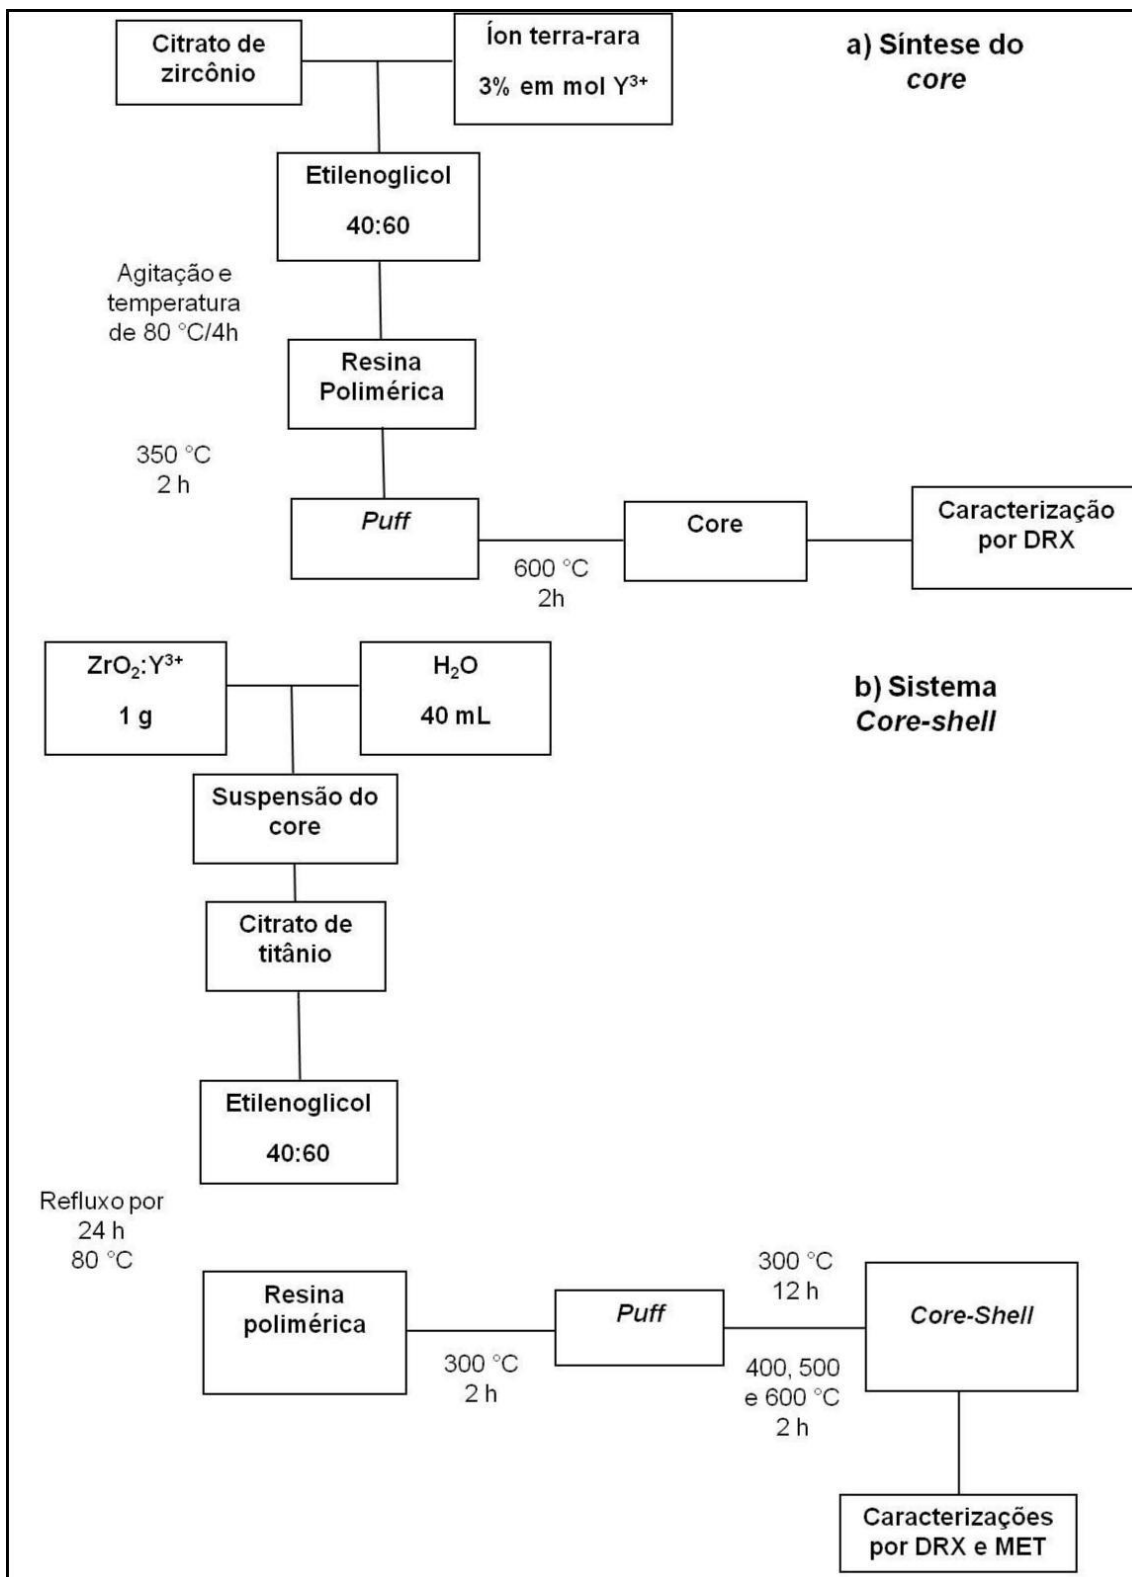 Citrato de
zircônio
Íon terra-rara
3% em mol Y³⁺
a) Síntese do
core
Etilenoglicol
40:60
Agitação e
temperatura
de 80 °C/4h
Resina
Polimérica
350 °C
2 h
Puff
600 °C
2h
Core
Caracterização
por DRX
ZrO₂:Y³⁺
1 g
H₂O
40 mL
b) Sistema
Core-shell
Suspensão do
core
Citrato de
titânio
Etilenoglicol
40:60
Refluxo por
24 h
80 °C
Resina
polimérica
300 °C
2 h
Puff
300 °C
12 h
400, 500
e 600 °C
2 h
Core-Shell
Caracterizações
por DRX e MET